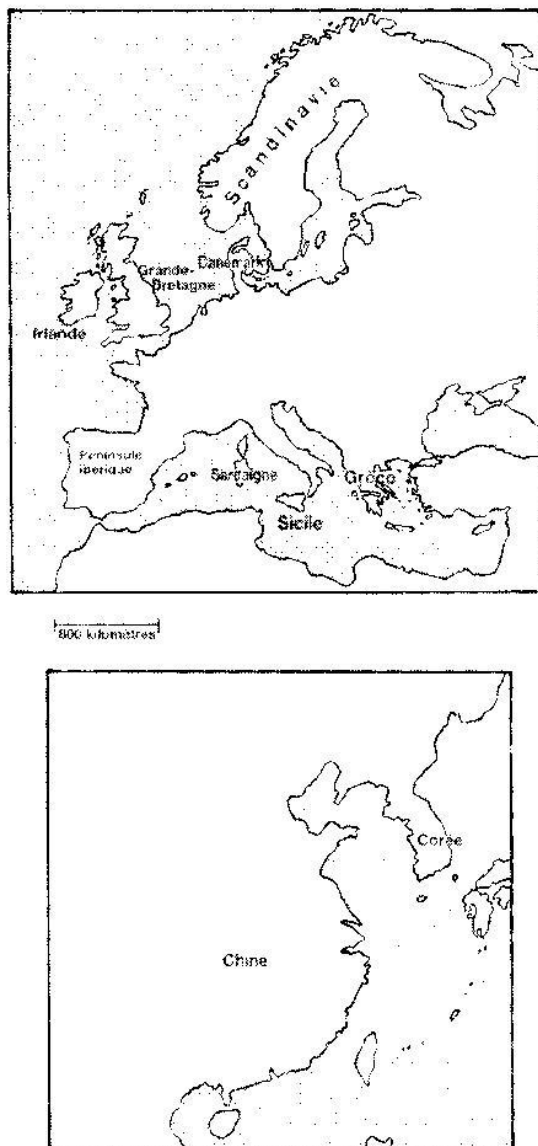 Scandinavie
Danemark
Grande-
Bretagne
Irlande
Péninsule
ibérique
Sardaigne
Grèce
Sicile
800 kilomètres
Corée
Chine